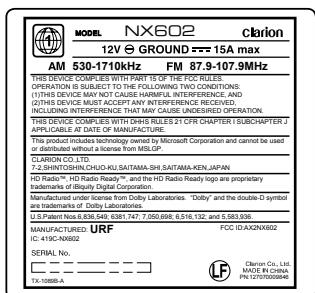 MODEL NX602 clarion
12V ⊖ GROUND ⎓ 15A max
AM 530-1710kHz FM 87.9-107.9MHz
THIS DEVICE COMPLIES WITH PART 15 OF THE FCC RULES.
OPERATION IS SUBJECT TO THE FOLLOWING TWO CONDITIONS:
(1)THIS DEVICE MAY NOT CAUSE HARMFUL INTERFERENCE, AND
(2)THIS DEVICE MUST ACCEPT ANY INTERFERENCE RECEIVED,
INCLUDING INTERFERENCE THAT MAY CAUSE UNDESIRED OPERATION.
THIS DEVICE COMPLIES WITH DHHS RULES 21 CFR CHAPTER I SUBCHAPTER J
APPLICABLE AT DATE OF MANUFACTURE.
This product includes technology owned by Microsoft Corporation and cannot be used
or distributed without a license from MSLGP.
CLARION CO.,LTD.
7-2,SHINTOSHIN,CHUO-KU,SAITAMA-SHI,SAITAMA-KEN,JAPAN
HD Radio™, HD Radio Ready™, and the HD Radio Ready logo are proprietary
trademarks of iBiquity Digital Corporation.
Manufactured under license from Dolby Laboratories. "Dolby" and the double-D symbol
are trademarks of Dolby Laboratories.
U.S.Patent Nos.6,836,549; 6381,747; 7,050,698; 6,516,132; and 5,583,936.
MANUFACTURED: URF FCC ID:AX2NX602
IC: 419C-NX602
SERIAL No.
TX-1089B-A
LF
Clarion Co., Ltd.
MADE IN CHINA
PN:127070009846